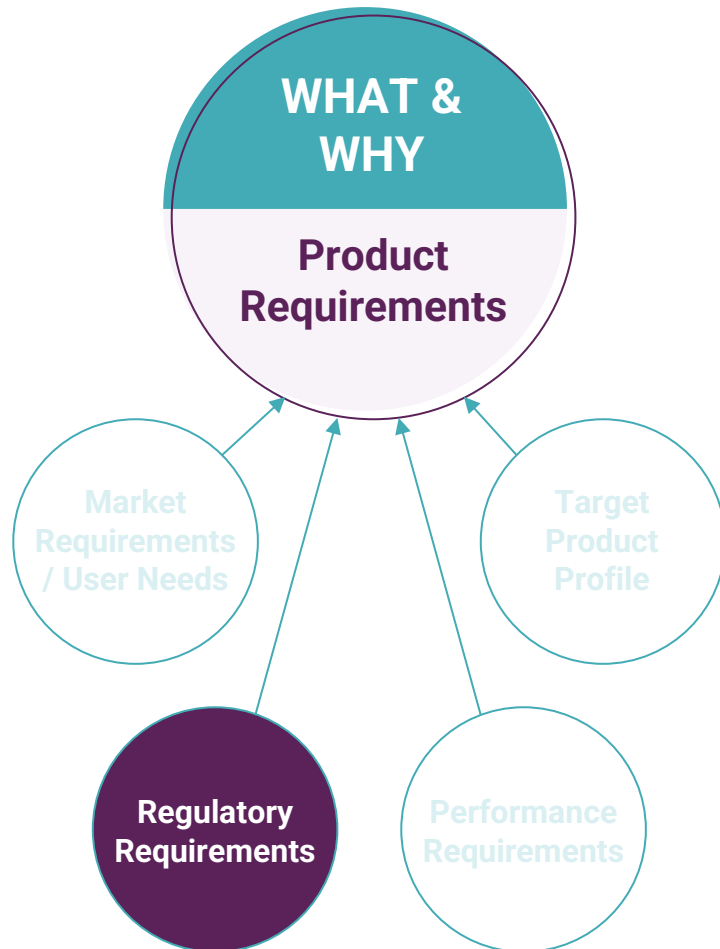 WHAT &
WHY
Product
Requirements
Market
Requirements
/ User Needs
Target
Product
Profile
Regulatory
Requirements
Performance
Requirements